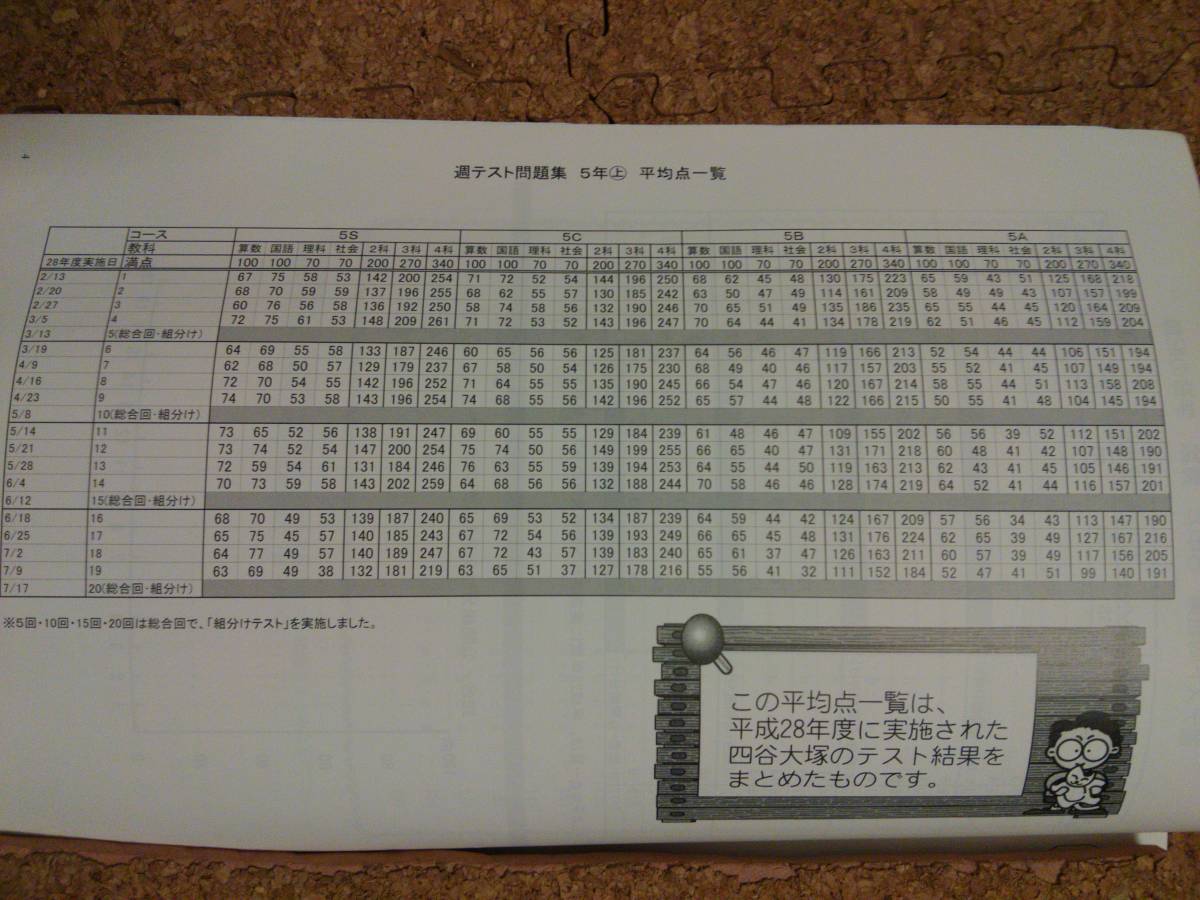 4
週テスト問題集 5年㊤ 平均点一覧
コース 5S 5C 5B 5A
教科 算数 国語 理科 社会 2科 3科 4科 算数 国語 理科 社会 2科 3科 4科 算数 国語 理科 社会 2科 3科 4科 算数 国語 理科 社会 2科 3科 4科
28年度実施日 満点 100 100 70 70 200 270 340 100 100 70 70 200 270 340 100 100 70 70 200 270 340 100 100 70 70 200 270 340
2/13 1 67 75 58 53 142 200 254 71 72 52 54 144 196 250 68 62 45 48 130 175 223 65 59 43 51 125 168 218
2/20 2 68 70 59 59 137 196 255 68 62 55 57 130 185 242 63 50 47 49 114 161 209 58 49 49 43 107 157 199
2/27 3 60 76 56 58 136 192 250 58 74 58 56 132 190 246 70 65 51 49 135 186 235 65 55 44 45 120 164 209
3/5 4 72 75 61 53 148 209 261 71 72 53 52 143 196 247 70 64 44 41 134 178 219 62 51 46 45 112 159 204
3/13 5(総合回・組分け)
3/19 6 64 69 55 58 133 187 246 60 65 56 56 125 181 237 64 56 46 47 119 166 213 52 54 44 44 106 151 194
4/9 7 62 68 50 57 129 179 237 67 58 50 54 126 175 230 68 49 40 46 117 157 203 55 52 41 45 107 149 194
4/16 8 72 70 54 55 142 196 252 71 64 55 55 135 190 245 66 54 47 46 120 167 214 58 55 44 51 113 158 208
4/23 9 74 70 53 58 143 196 254 74 68 55 56 142 196 252 65 57 44 48 122 166 215 50 55 41 48 104 145 194
5/8 10(総合回・組分け)
5/14 11 73 65 52 56 138 191 247 69 60 55 55 129 184 239 61 48 46 47 109 155 202 56 56 39 52 112 151 202
5/21 12 73 74 52 54 147 200 254 75 74 50 56 149 199 255 66 65 40 47 131 171 218 60 48 41 42 107 148 190
5/28 13 72 59 54 61 131 184 246 76 63 55 59 139 194 253 64 55 44 50 119 163 213 62 43 41 45 105 146 191
6/4 14 70 73 59 58 143 202 259 64 68 56 56 132 188 244 70 58 46 46 128 174 219 64 52 41 44 116 157 201
6/12 15(総合回・組分け)
6/18 16 68 70 49 53 139 187 240 65 69 53 52 134 187 239 64 59 44 42 124 167 209 57 56 34 43 113 147 190
6/25 17 65 75 45 57 140 185 243 67 72 54 56 139 193 249 66 65 45 48 131 176 224 62 65 39 49 127 167 216
7/2 18 64 77 49 57 140 189 247 67 72 43 57 139 183 240 65 61 37 47 126 163 211 60 57 39 49 117 156 205
7/9 19 63 69 49 38 132 181 219 63 65 51 37 127 178 216 55 56 41 32 111 152 184 52 47 41 51 99 140 191
7/17 20(総合回・組分け)
※5回・10回・15回・20回は総合回で、「組分けテスト」を実施しました。
この平均点一覧は、
平成28年度に実施された
四谷大塚のテスト結果を
まとめたものです。